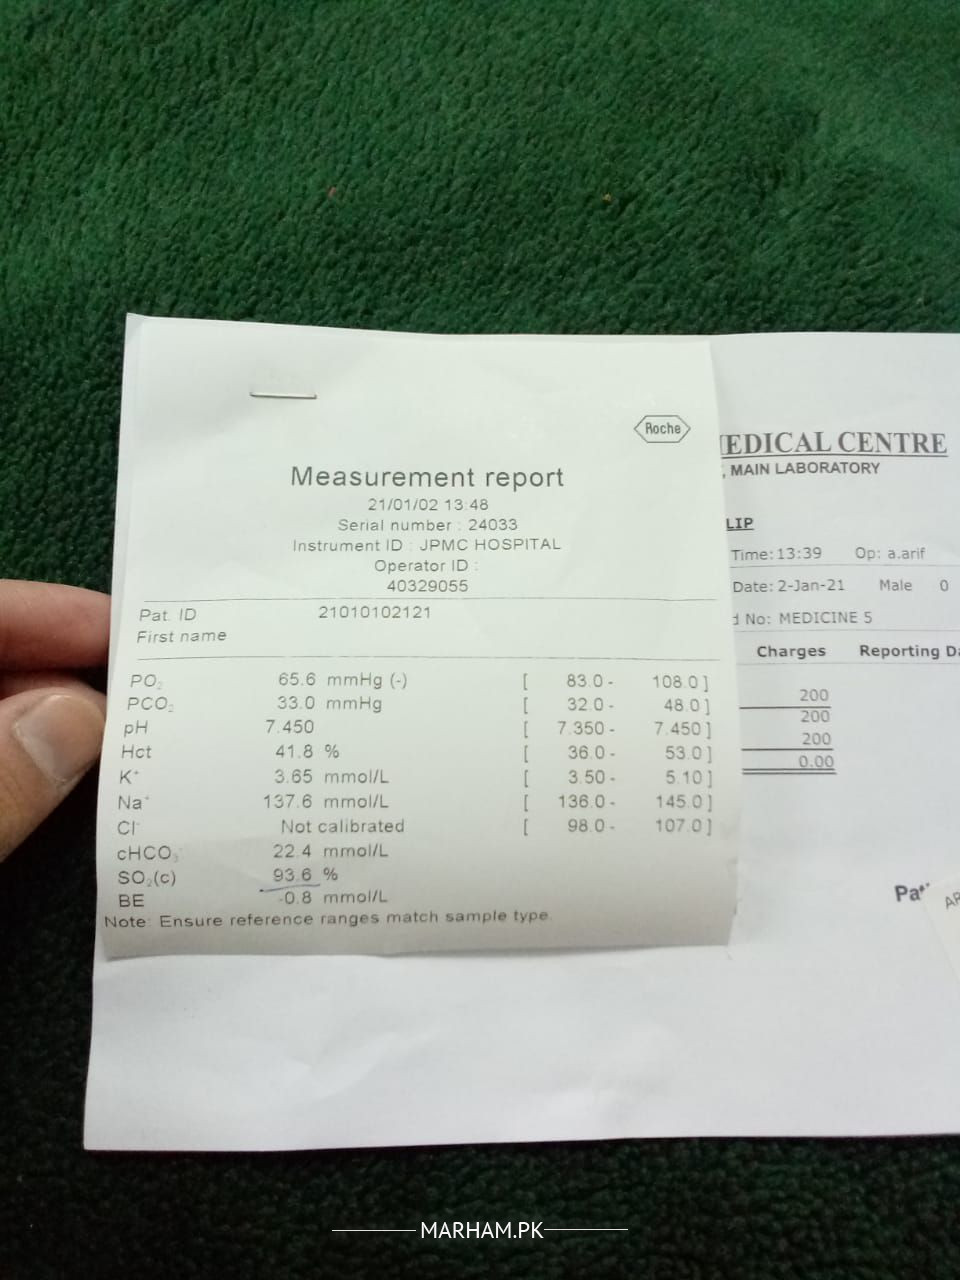 Roche
Measurement report
21/01/02 13:48
Serial number : 24033
Instrument ID : JPMC HOSPITAL
Operator ID :
40329055
Pat. ID 21010102121
First name
PO₂ 65.6 mmHg (-) [ 83.0 - 108.0 ]
PCO₂ 33.0 mmHg [ 32.0 - 48.0 ]
pH 7.450 [ 7.350 - 7.450 ]
Hct 41.8 % [ 36.0 - 53.0 ]
K⁺ 3.65 mmol/L [ 3.50 - 5.10 ]
Na⁺ 137.6 mmol/L [ 136.0 - 145.0 ]
Cl⁻ Not calibrated [ 98.0 - 107.0 ]
cHCO₃⁻ 22.4 mmol/L
SO₂(c) 93.6 %
BE -0.8 mmol/L
Note: Ensure reference ranges match sample type.
EDICAL CENTRE
, MAIN LABORATORY
LIP
Time: 13:39 Op: a.arif
Date: 2-Jan-21 Male 0
No: MEDICINE 5
Charges Reporting Da
200
200
200
0.00
MARHAM.PK